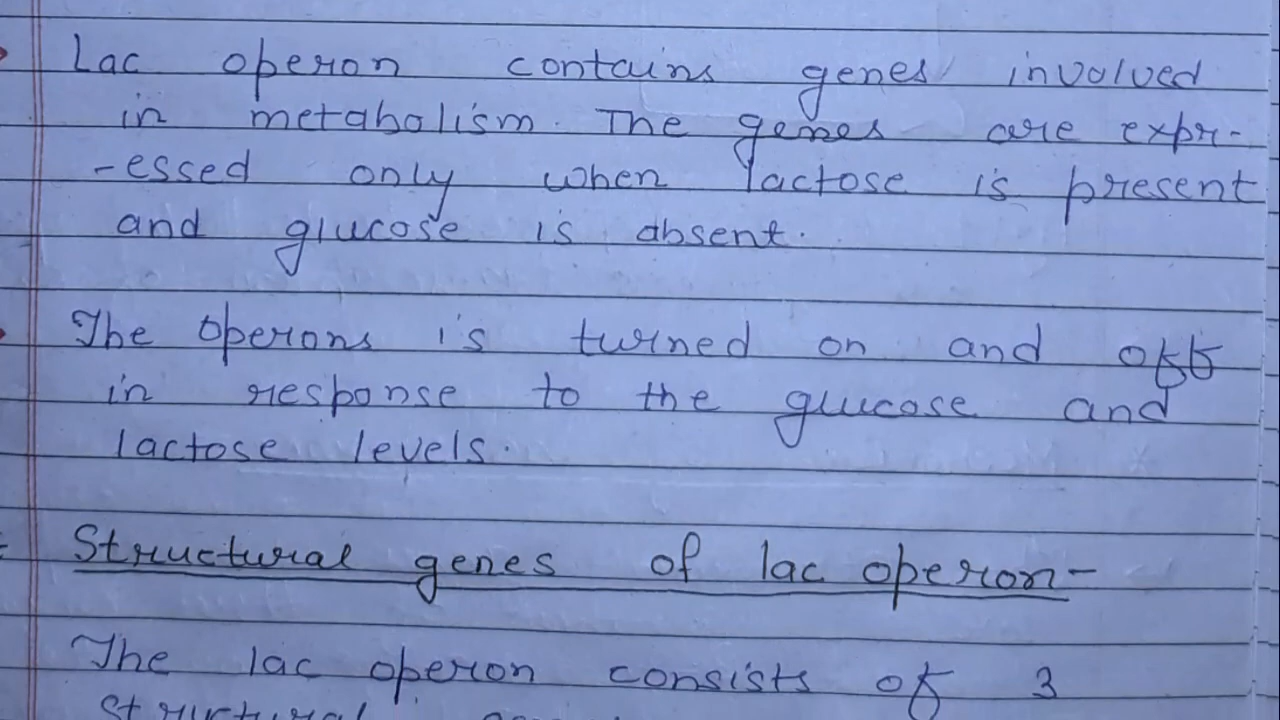 Lac operon contains genes involved
in metabolism. The genes are expr-
-essed only when lactose is present
and glucose is absent.
The operons is turned on and off
in response to the glucose and
lactose levels.
Structural genes of lac operon-
The lac operon consists of 3
structural